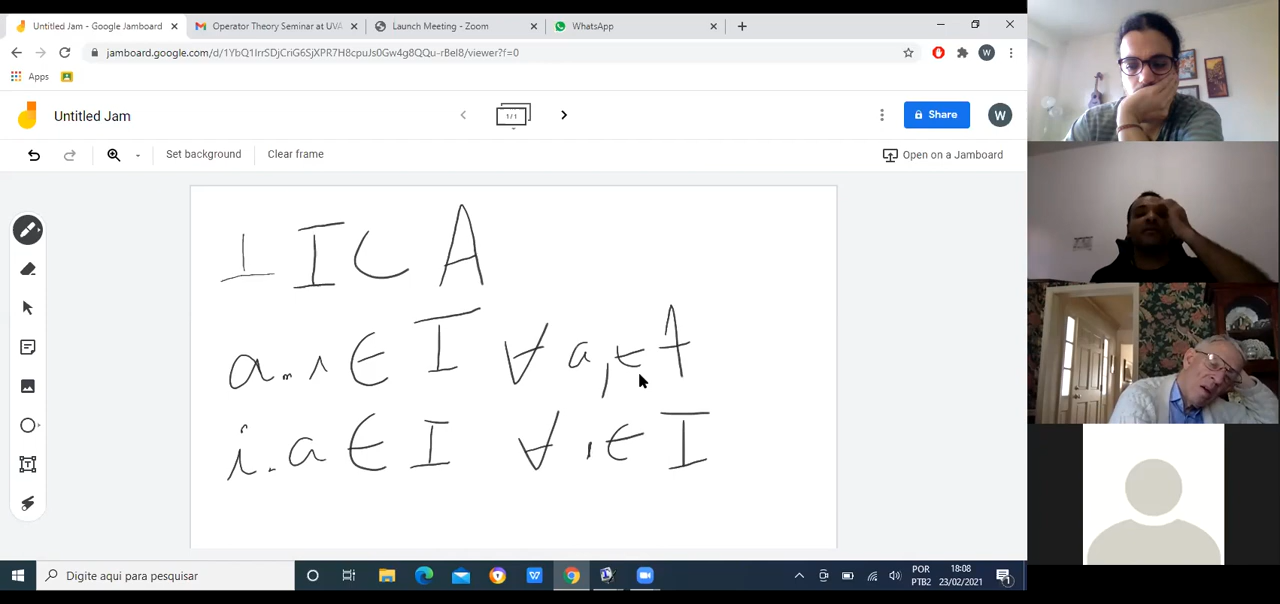 Untitled Jam - Google Jamboard
Operator Theory Seminar at UVA
Launch Meeting - Zoom
WhatsApp
jamboard.google.com/d/1YbQ1IrrSDjCriG6SjXPR7H8cpuJs0Gw4g8QQu-rBel8/viewer?f=0
W
Apps
Untitled Jam
1/1
Share
W
Set background
Clear frame
Open on a Jamboard
⊥ I ⊂ A
a.. ı ∈ I ∀ a, ∈ A
i. a ∈ I ∀ ı ∈ I
Digite aqui para pesquisar
POR
PTB2
18:08
23/02/2021
1